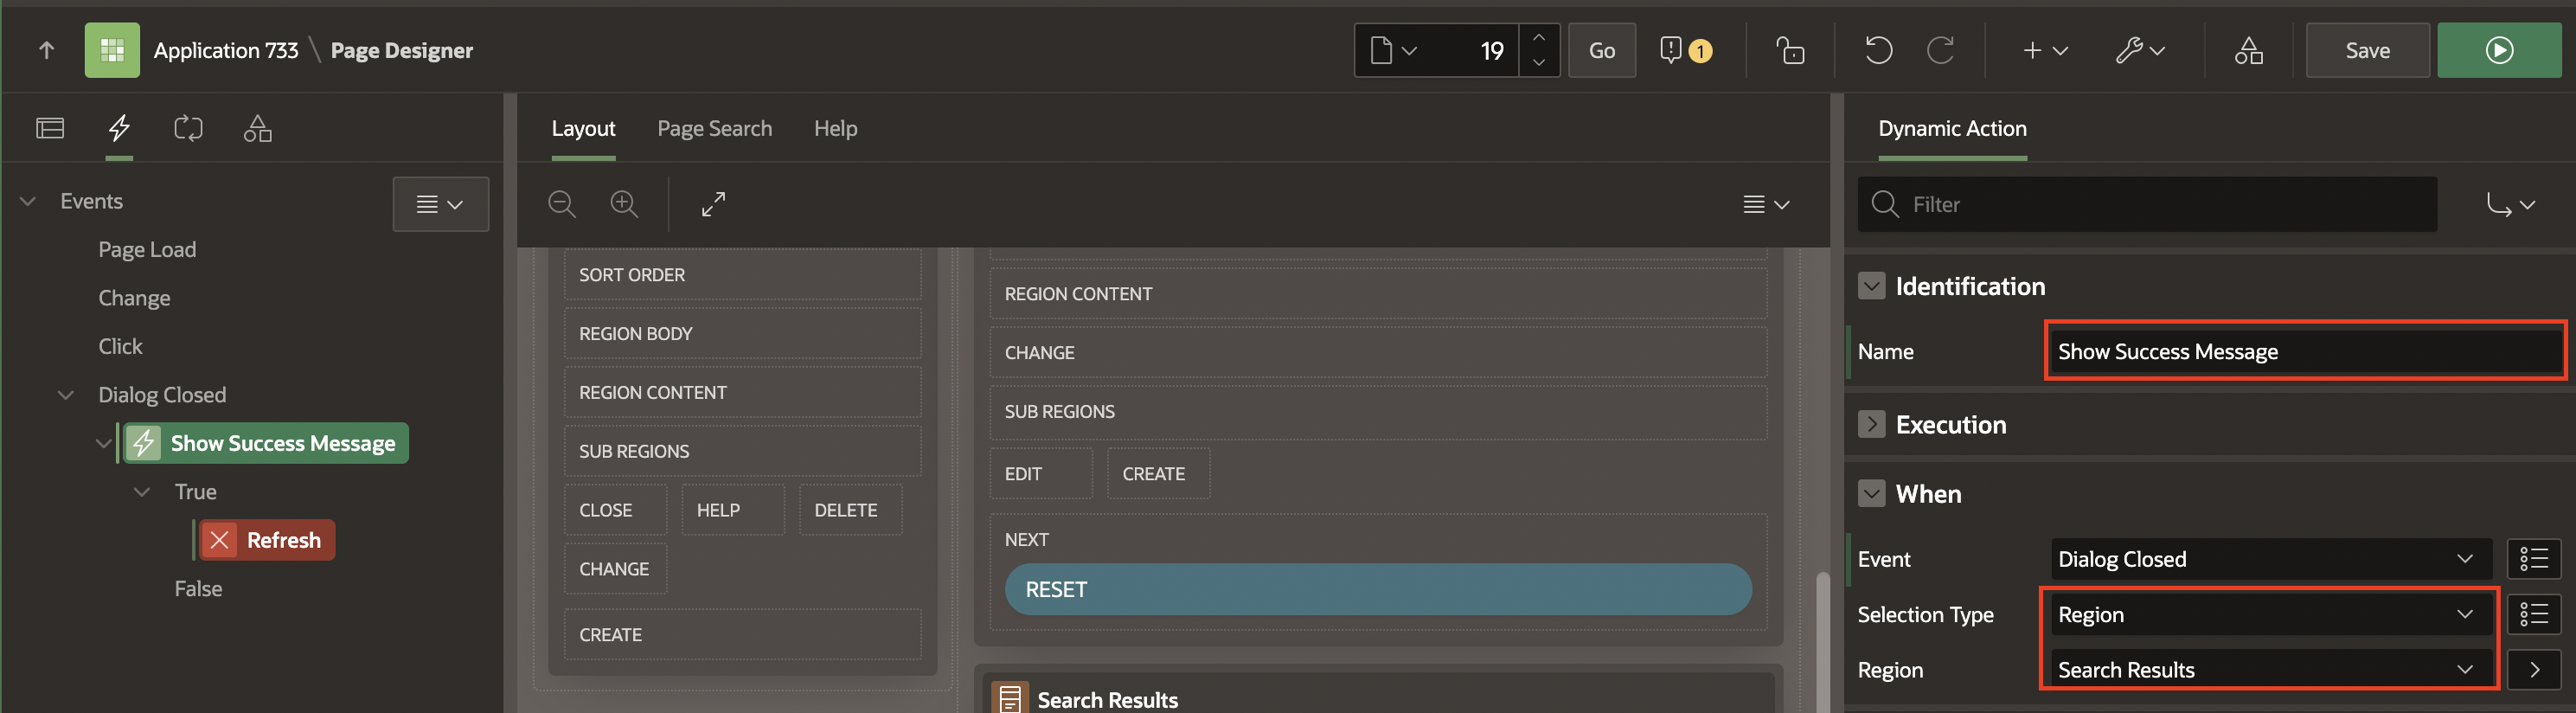 Application 733 \ Page Designer
19
Go
1
Save
Layout
Page Search
Help
Dynamic Action
Events
Page Load
Change
Click
Dialog Closed
Show Success Message
True
Refresh
False
SORT ORDER
REGION BODY
REGION CONTENT
SUB REGIONS
CLOSE
HELP
DELETE
CHANGE
CREATE
REGION CONTENT
CHANGE
SUB REGIONS
EDIT
CREATE
NEXT
RESET
Search Results
Filter
Identification
Name
Show Success Message
Execution
When
Event
Dialog Closed
Selection Type
Region
Region
Search Results